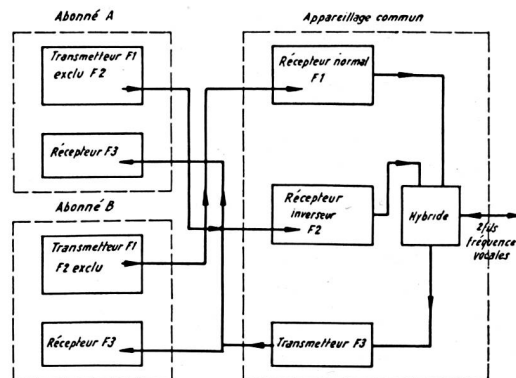 Abonné A
Transmetteur F1
exclu F2
Récepteur F3
Abonné B
Transmetteur F1
F2 exclu
Récepteur F3
Appareillage commun
Récepteur normal
F1
Récepteur
inverseur
F2
Transmetteur F3
Hybride
2 fils
fréquence
vocales